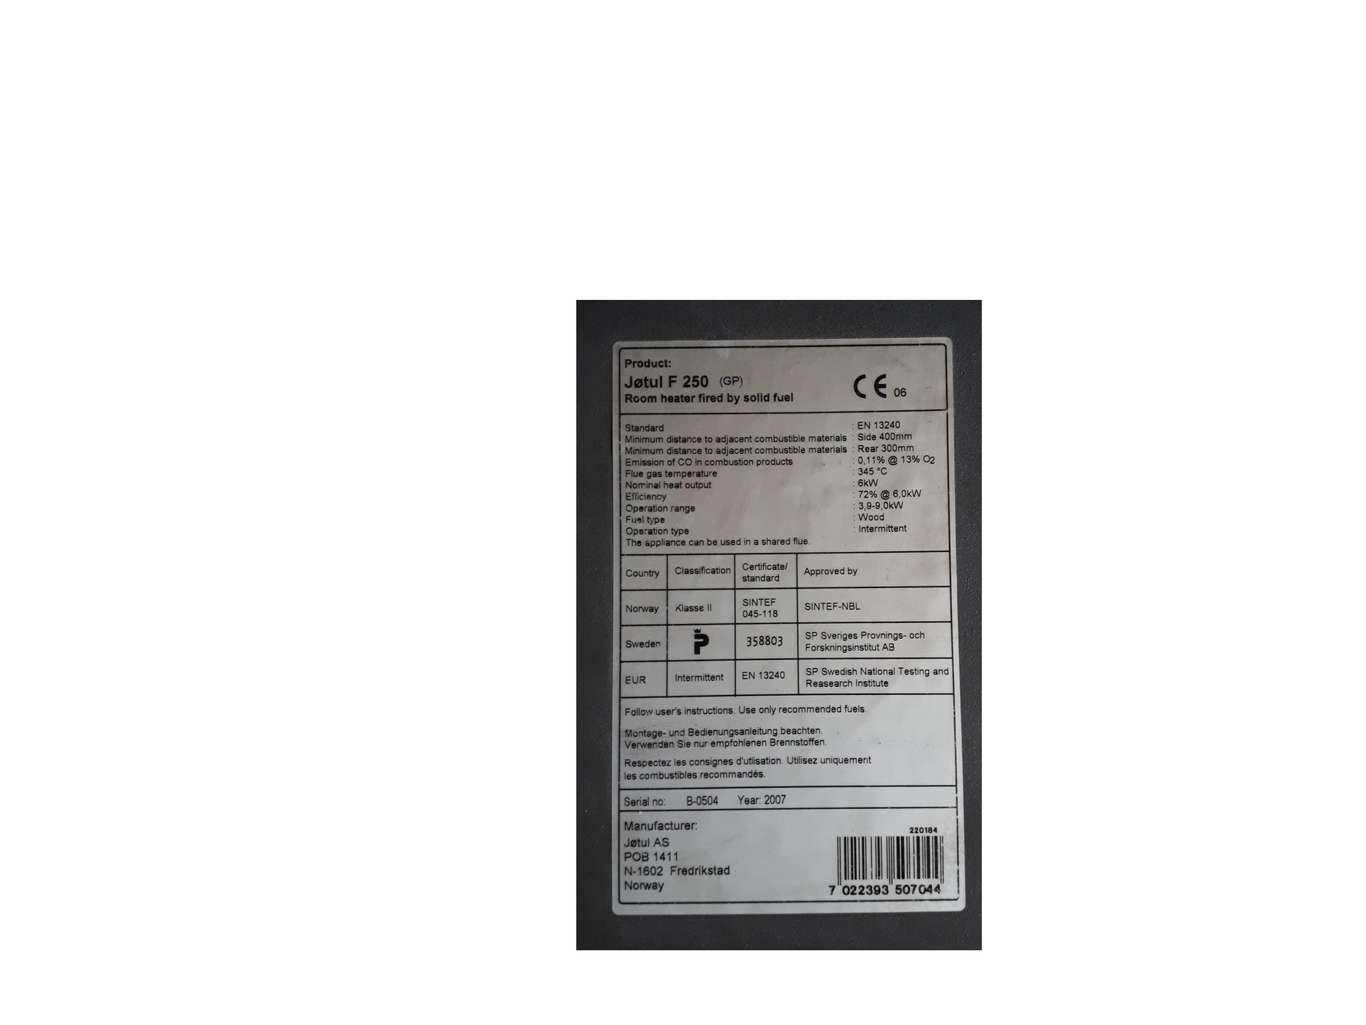 Product:
Jøtul F 250 (GP)
CE 06
Room heater fired by solid fuel
Standard : EN 13240
Minimum distance to adjacent combustible materials : Side 400mm
Minimum distance to adjacent combustible materials : Rear 300mm
Emission of CO in combustion products : 0,11% @ 13% O2
Flue gas temperature : 345 °C
Nominal heat output : 6kW
Efficiency : 72% @ 6,0kW
Operation range : 3,9-9,0kW
Fuel type : Wood
Operation type : Intermittent
The appliance can be used in a shared flue.
Country Classification Certificate/ standard Approved by
Norway Klasse II SINTEF 045-118 SINTEF-NBL
Sweden P 358803 SP Sveriges Provnings- och Forskningsinstitut AB
EUR Intermittent EN 13240 SP Swedish National Testing and Reasearch Institute
Follow user's instructions. Use only recommended fuels.
Montage- und Bedienungsanleitung beachten.
Verwenden Sie nur empfohlenen Brennstoffen.
Respectez les consignes d'utlisation. Utilisez uniquement
les combustibles recommandés.
Serial no: B-0504 Year: 2007
Manufacturer:
Jøtul AS
POB 1411
N-1602 Fredrikstad
Norway
220184
7 022393 507044